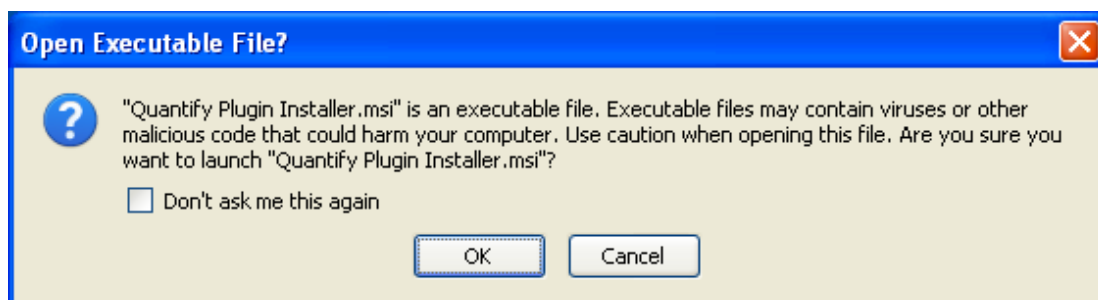 Open Executable File?
"Quantify Plugin Installer.msi" is an executable file. Executable files may contain viruses or other
malicious code that could harm your computer. Use caution when opening this file. Are you sure you
want to launch "Quantify Plugin Installer.msi"?
Don't ask me this again
OK
Cancel